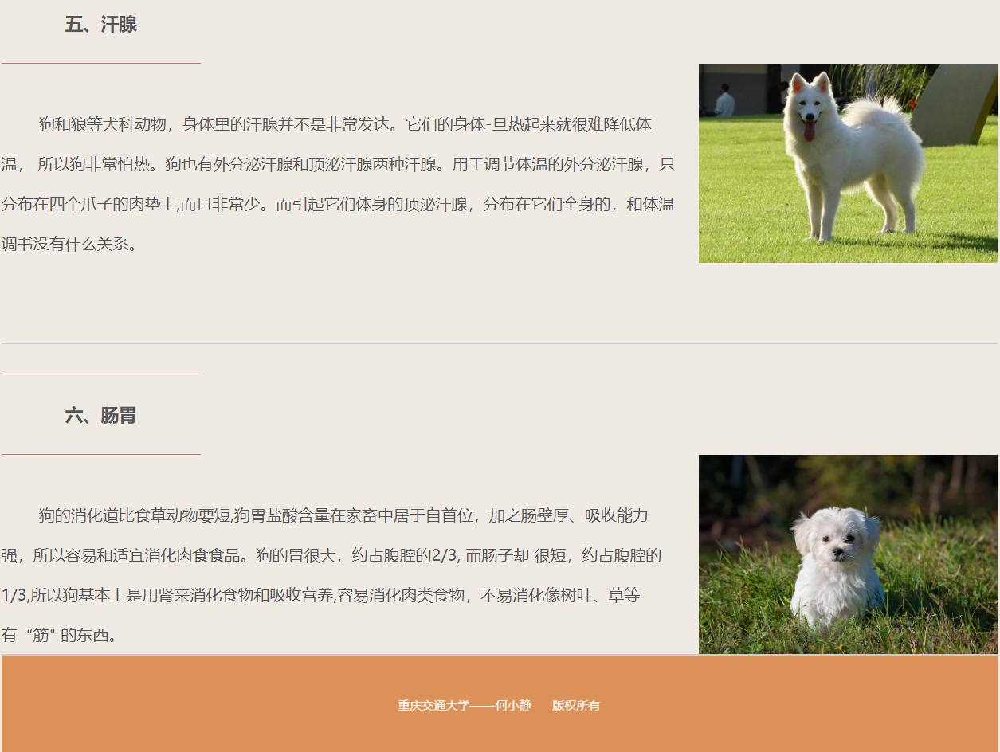 五、汗腺
狗和狼等犬科动物，身体里的汗腺并不是非常发达。它们的身体-旦热起来就很难降低体
温， 所以狗非常怕热。狗也有外分泌汗腺和顶泌汗腺两种汗腺。用于调节体温的外分泌汗腺，只
分布在四个爪子的肉垫上,而且非常少。而引起它们体身的顶泌汗腺，分布在它们全身的，和体温
调书没有什么关系。
六、肠胃
狗的消化道比食草动物要短,狗胃盐酸含量在家畜中居于自首位，加之肠壁厚、吸收能力
强，所以容易和适宜消化肉食食品。狗的胃很大，约占腹腔的2/3, 而肠子却 很短，约占腹腔的
1/3,所以狗基本上是用肾来消化食物和吸收营养,容易消化肉类食物，不易消化像树叶、草等
有“筋" 的东西。
重庆交通大学——何小静 版权所有